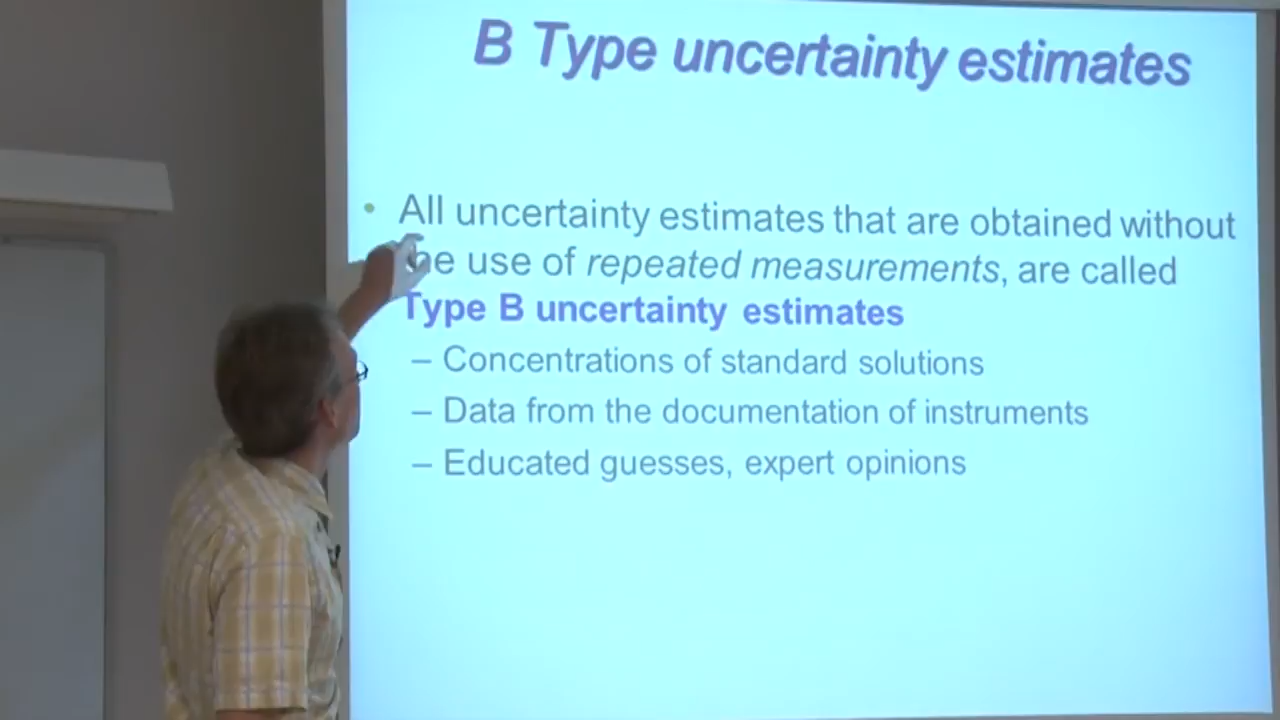 B Type uncertainty estimates
• All uncertainty estimates that are obtained without
the use of repeated measurements, are called
Type B uncertainty estimates
– Concentrations of standard solutions
– Data from the documentation of instruments
– Educated guesses, expert opinions